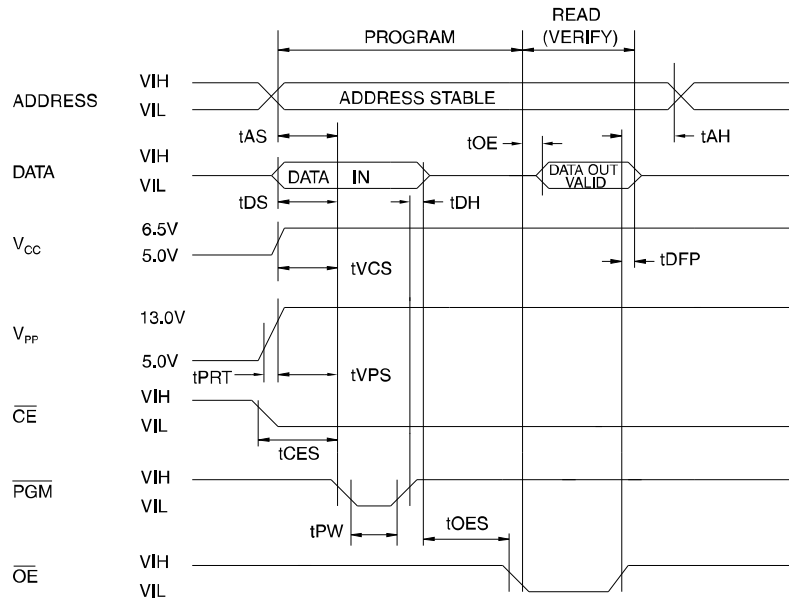 READ
PROGRAM (VERIFY)
ADDRESS VIH
VIL ADDRESS STABLE
tAS tOE tAH
DATA VIH
VIL DATA IN DATA OUT
VALID
tDS tDH
VCC 6.5V
5.0V tVCS tDFP
VPP 13.0V
5.0V
tPRT tVPS
CE VIH
VIL
tCES
PGM VIH
VIL
tPW tOES
OE VIH
VIL